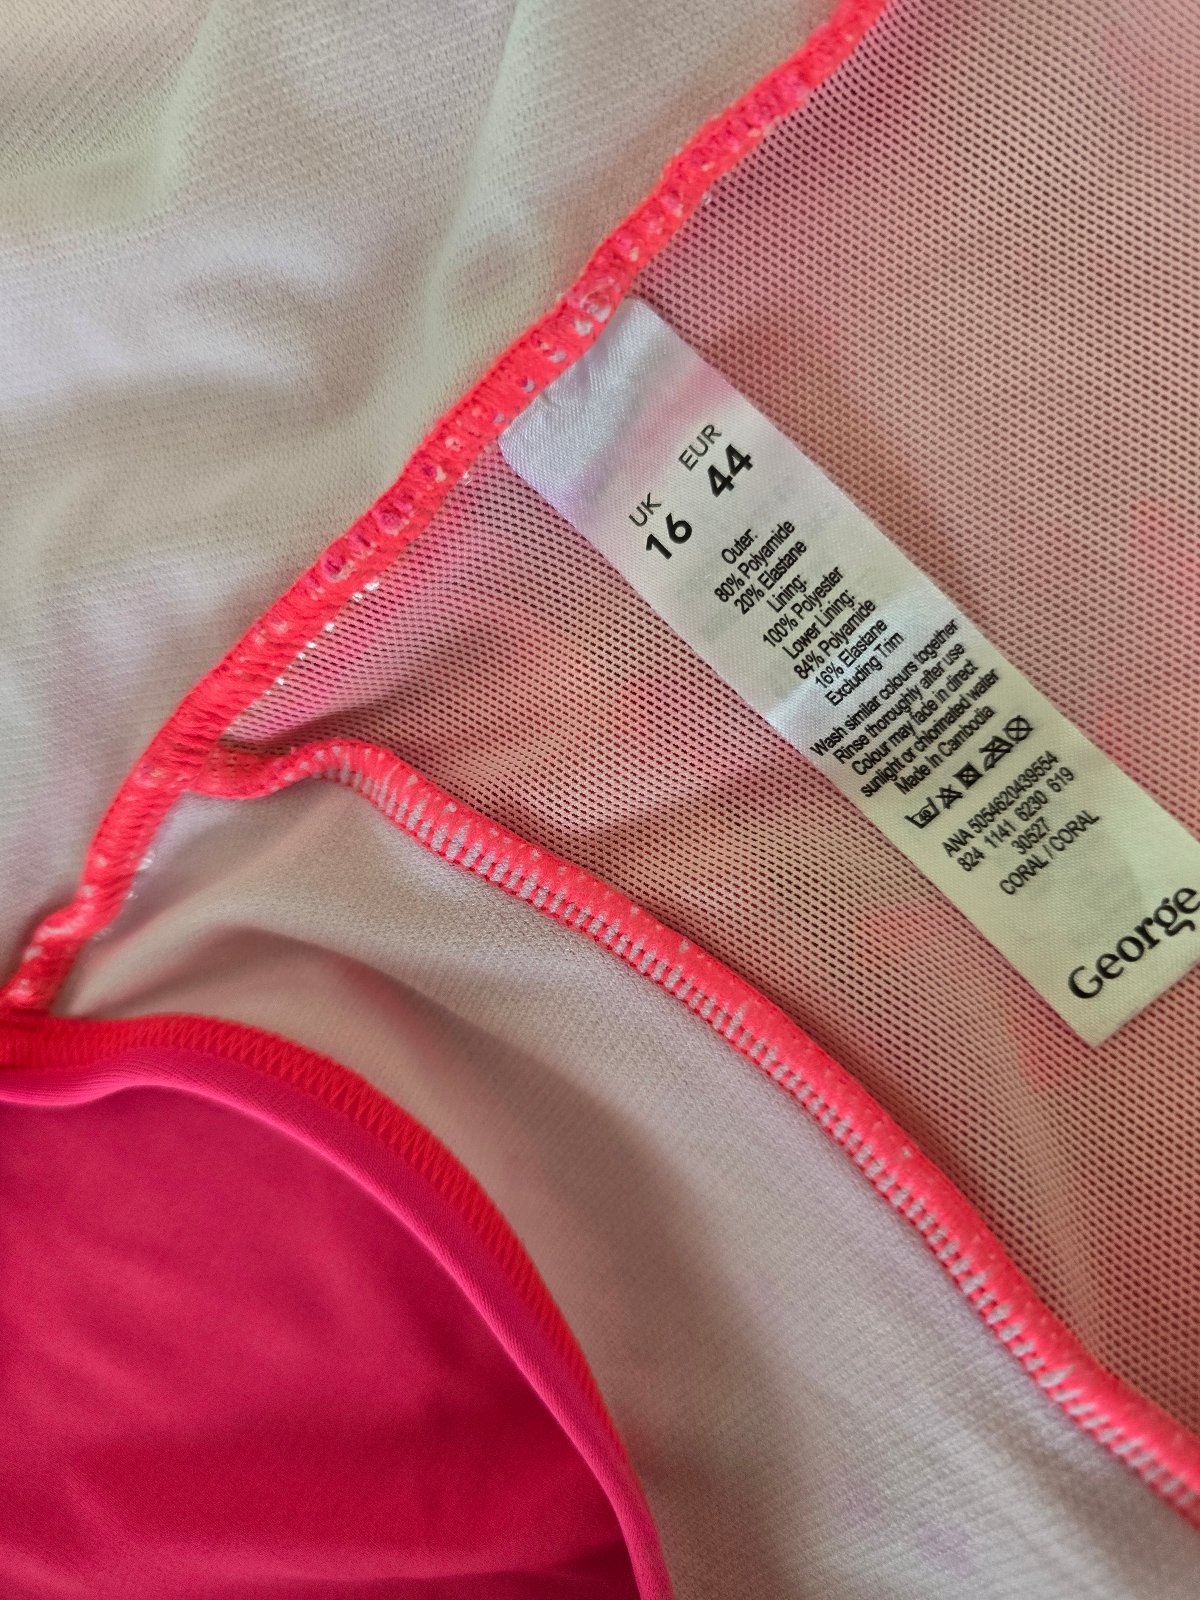 UK EUR
16 44
Outer:
80% Polyamide
20% Elastane
Lining:
100% Polyester
Lower Lining:
84% Polyamide
16% Elastane
Excluding Trim
Wash similar colours together
Rinse thoroughly after use
Colour may fade in direct
sunlight or chlorinated water
Made in Cambodia
ANA 5054620439554
824 1141 6230 619
30527
CORAL / CORAL
George